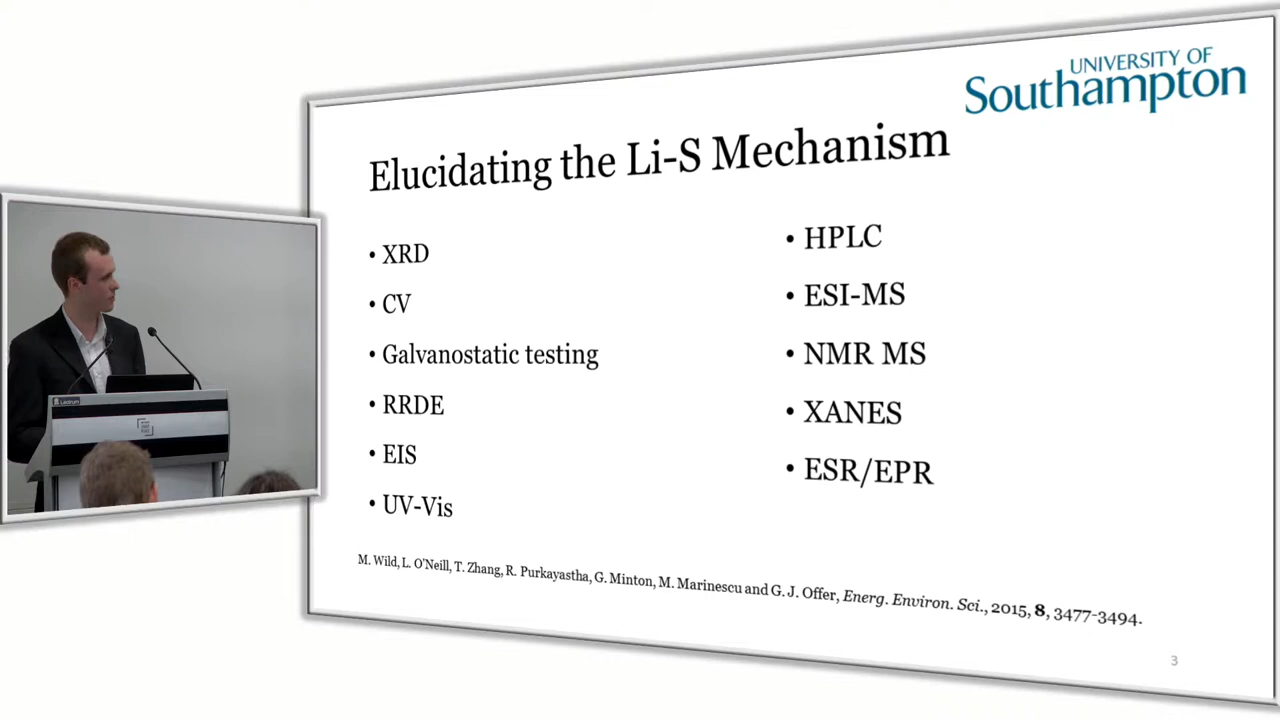 UNIVERSITY OF
Southampton
Elucidating the Li-S Mechanism
• XRD
• CV
• Galvanostatic testing
• RRDE
• EIS
• UV-Vis
• HPLC
• ESI-MS
• NMR MS
• XANES
• ESR/EPR
M. Wild, L. O'Neill, T. Zhang, R. Purkayastha, G. Minton, M. Marinescu and G. J. Offer, Energ. Environ. Sci., 2015, 8, 3477-3494.
3
Lectrum